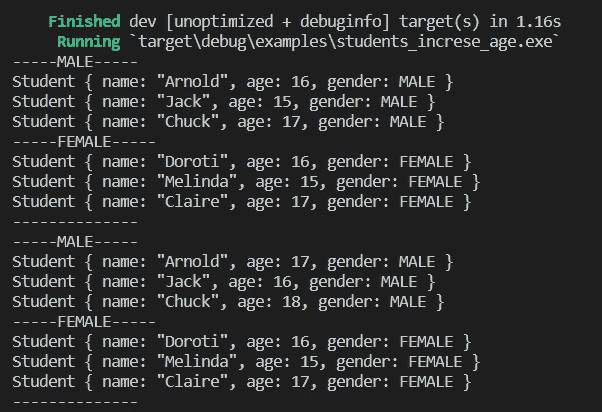 Finished dev [unoptimized + debuginfo] target(s) in 1.16s
Running `target\debug\examples\students_increse_age.exe`
-----MALE-----
Student { name: "Arnold", age: 16, gender: MALE }
Student { name: "Jack", age: 15, gender: MALE }
Student { name: "Chuck", age: 17, gender: MALE }
-----FEMALE-----
Student { name: "Doroti", age: 16, gender: FEMALE }
Student { name: "Melinda", age: 15, gender: FEMALE }
Student { name: "Claire", age: 17, gender: FEMALE }
--------------
-----MALE-----
Student { name: "Arnold", age: 17, gender: MALE }
Student { name: "Jack", age: 16, gender: MALE }
Student { name: "Chuck", age: 18, gender: MALE }
-----FEMALE-----
Student { name: "Doroti", age: 16, gender: FEMALE }
Student { name: "Melinda", age: 15, gender: FEMALE }
Student { name: "Claire", age: 17, gender: FEMALE }
--------------